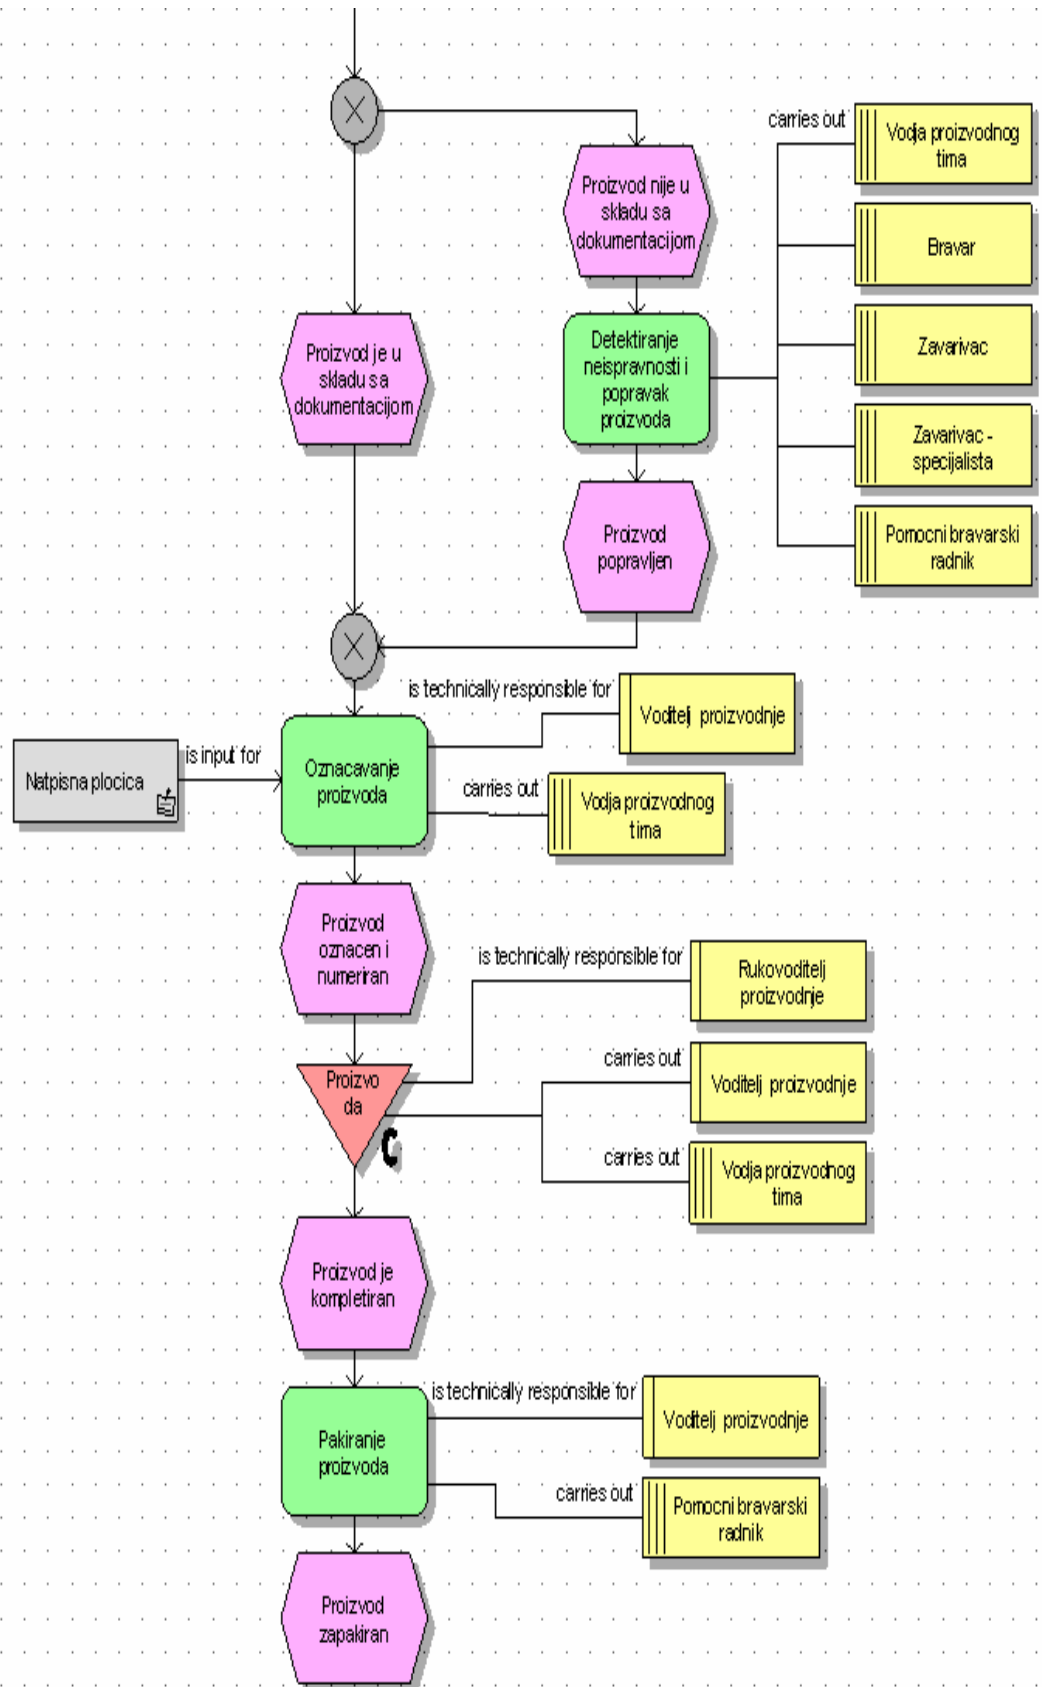 carries out
Vodja proizvodnog
tima
Proizvod nije u
skladu sa
dokumentacijom
Bravar
Proizvod je u
skladu sa
dokumentacijom
Detektiranje
neispravnosti i
popravak
proizvoda
Zavarivac
Zavarivac -
specijalista
Proizvod
popravljen
Pomocni bravarski
radnik
is technically responsible for
Voditelj proizvodnje
Natpisna plocica
is input for
Oznacavanje
proizvoda
carries out
Vodja proizvodnog
tima
Proizvod
oznacen i
numeriran
is technically responsible for
Rukovoditelj
proizvodnje
Proizvo
da
C
carries out
Voditelj proizvodnje
carries out
Vodja proizvodnog
tima
Proizvod je
kompletiran
is technically responsible for
Voditelj proizvodnje
Pakiranje
proizvoda
carries out
Pomocni bravarski
radnik
Proizvod
zapakiran